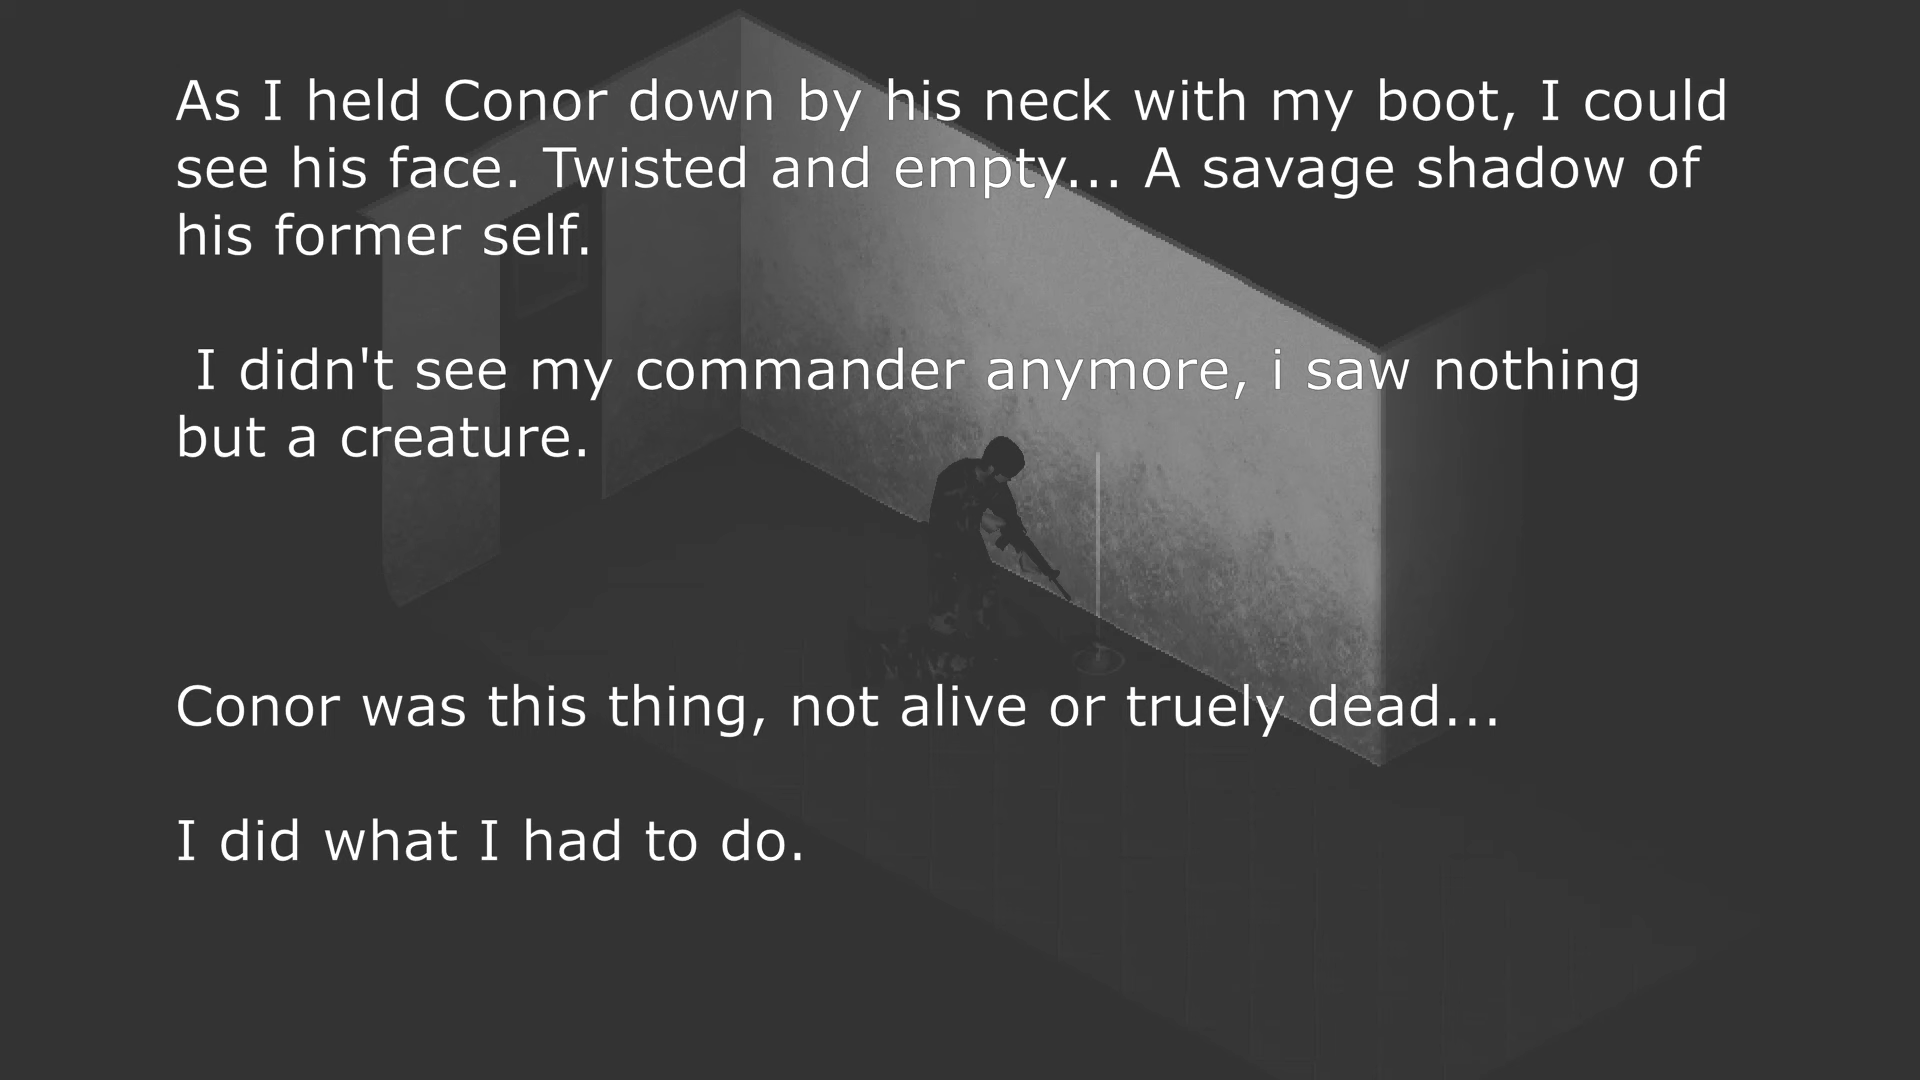 As I held Conor down by his neck with my boot, I could
see his face. Twisted and empty... A savage shadow of
his former self.
I didn't see my commander anymore, i saw nothing
but a creature.
Conor was this thing, not alive or truely dead...
I did what I had to do.